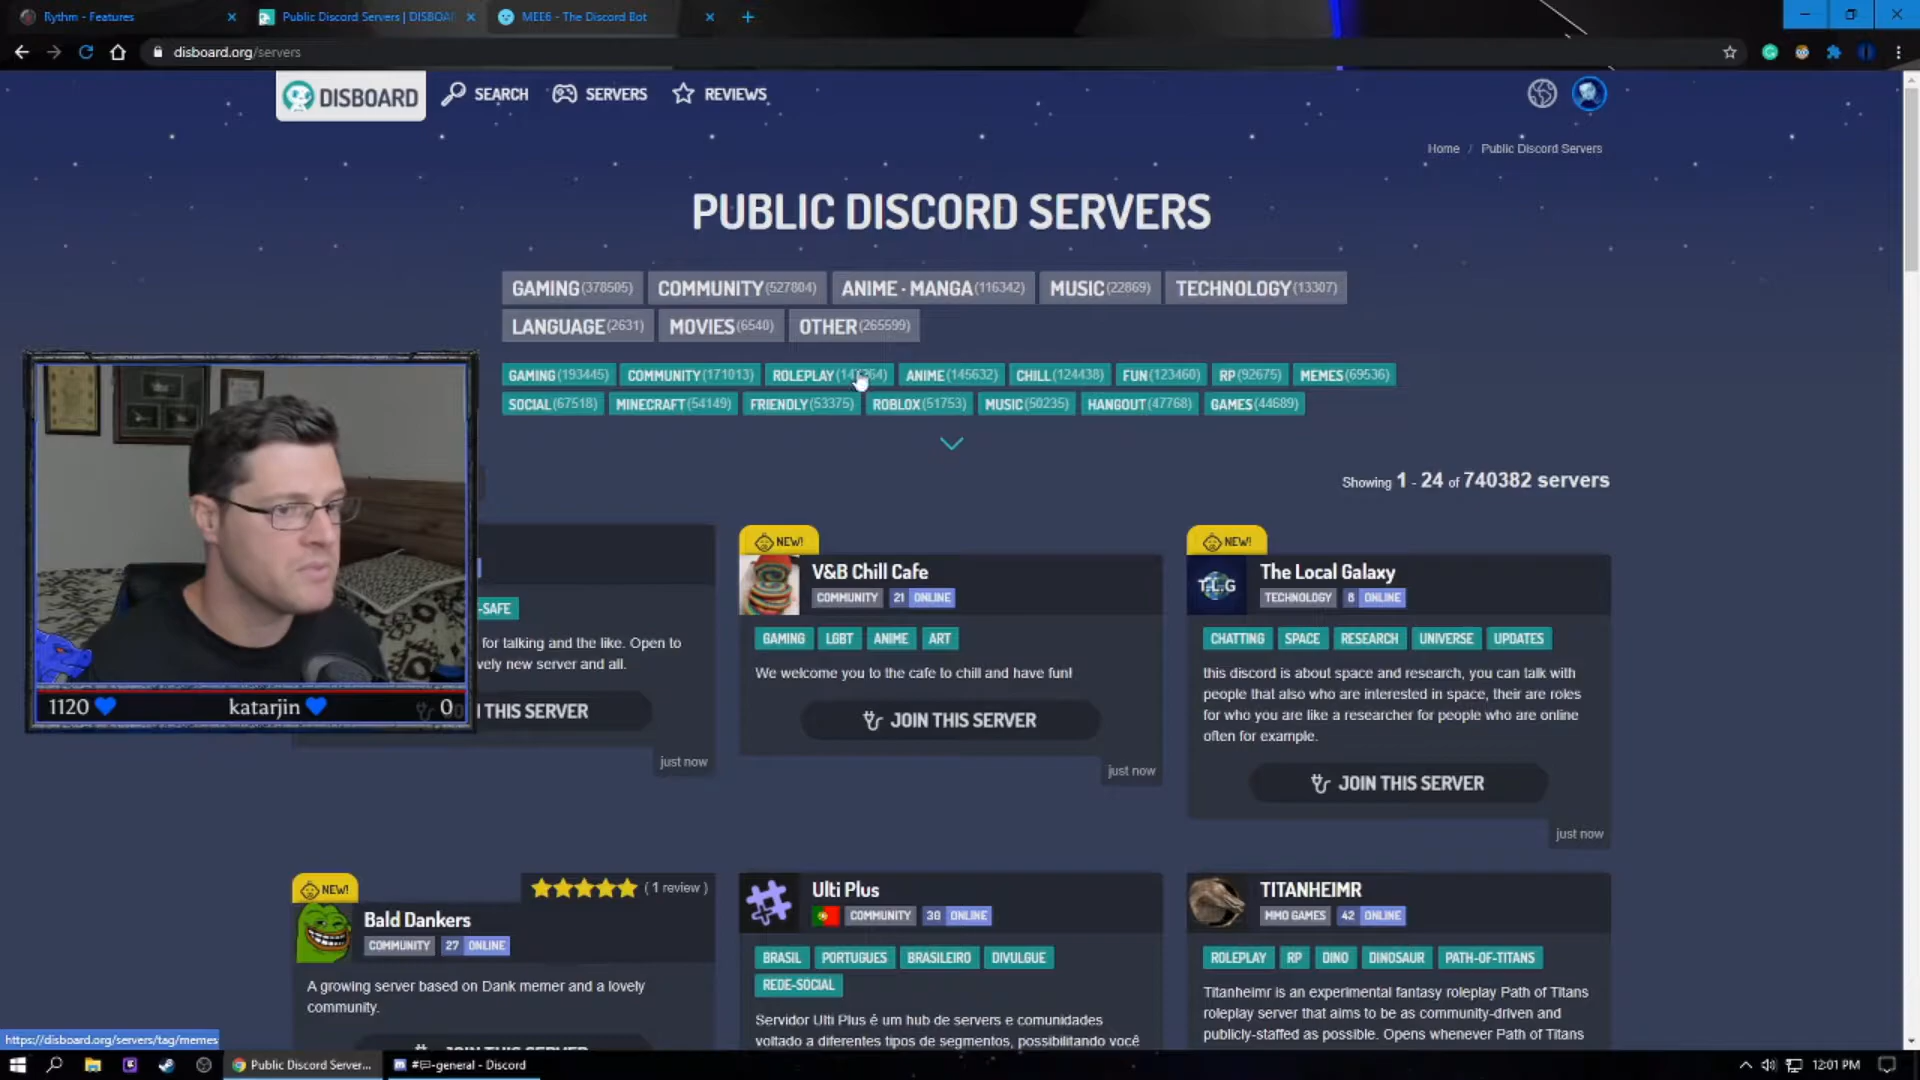 Rythm - Features
Public Discord Servers | DISBOA
MEE6 - The Discord Bot
disboard.org/servers
DISBOARD
SEARCH
SERVERS
REVIEWS
Home / Public Discord Servers
PUBLIC DISCORD SERVERS
GAMING(378505) COMMUNITY(527804) ANIME · MANGA(116342) MUSIC(22869) TECHNOLOGY(13307)
LANGUAGE(2631) MOVIES(6540) OTHER(265599)
GAMING(193445) COMMUNITY(171013) ROLEPLAY ANIME(145632) CHILL(124438) FUN(123460) RP(92675) MEMES(69536)
SOCIAL(67518) MINECRAFT(54149) FRIENDLY(53375) ROBLOX(51753) MUSIC(50235) HANGOUT(47768) GAMES(44689)
Showing 1 - 24 of 740382 servers
-SAFE
for talking and the like. Open to
vely new server and all.
THIS SERVER
just now
1120 katarjin 0
NEW!
V&B Chill Cafe
COMMUNITY 21 ONLINE
GAMING LGBT ANIME ART
We welcome you to the cafe to chill and have fun!
JOIN THIS SERVER
just now
NEW!
T.L.G
The Local Galaxy
TECHNOLOGY 8 ONLINE
CHATTING SPACE RESEARCH UNIVERSE UPDATES
this discord is about space and research, you can talk with
people that also who are interested in space, their are roles
for who you are like a researcher for people who are online
often for example.
JOIN THIS SERVER
just now
NEW!
( 1 review )
Bald Dankers
COMMUNITY 27 ONLINE
A growing server based on Dank memer and a lovely
community.
JOIN THIS SERVER
Ulti Plus
COMMUNITY 30 ONLINE
BRASIL PORTUGUES BRASILEIRO DIVULGUE
REDE-SOCIAL
Servidor Ulti Plus é um hub de servers e comunidades
voltado a diferentes tipos de segmentos, possibilitando você
TITANHEIMR
MMO GAMES 42 ONLINE
ROLEPLAY RP DINO DINOSAUR PATH-OF-TITANS
Titanheimr is an experimental fantasy roleplay Path of Titans
roleplay server that aims to be as community-driven and
publicly-staffed as possible. Opens whenever Path of Titans
https://disboard.org/servers/tag/memes
Public Discord Server...
general - Discord
12:01 PM